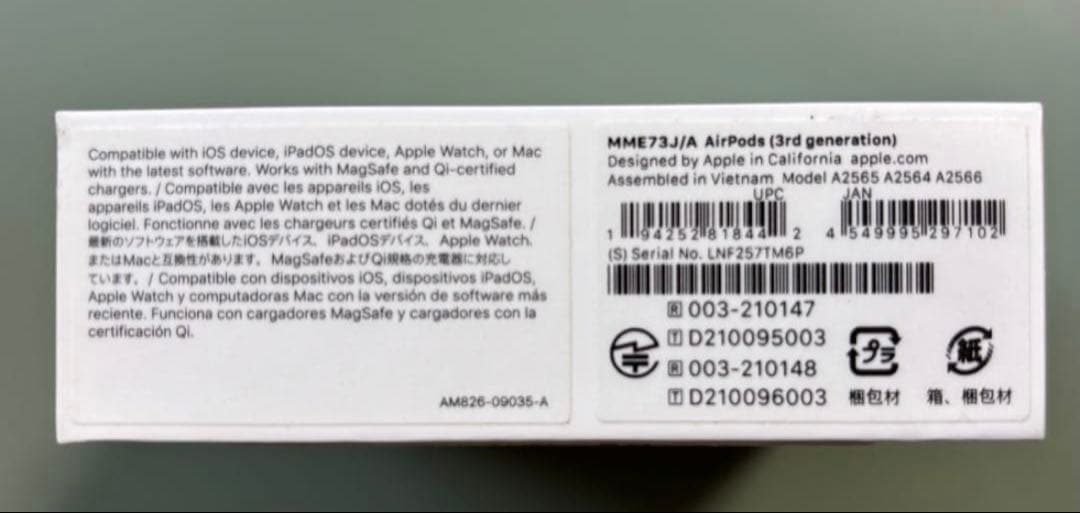 Compatible with iOS device, iPadOS device, Apple Watch, or Mac
with the latest software. Works with MagSafe and Qi-certified
chargers. / Compatible avec les appareils iOS, les
appareils iPadOS, les Apple Watch et les Mac dotés du dernier
logiciel. Fonctionne avec les chargeurs certifiés Qi et MagSafe. /
最新のソフトウェアを搭載したiOSデバイス、iPadOSデバイス、Apple Watch、
またはMacと互換性があります。MagSafeおよびQi規格の充電器に対応し
ています。/ Compatible con dispositivos iOS, dispositivos iPadOS,
Apple Watch y computadoras Mac con la versión de software más
reciente. Funciona con cargadores MagSafe y cargadores con la
certificación Qi.
AM826-09035-A
MME73J/A AirPods (3rd generation)
Designed by Apple in California apple.com
Assembled in Vietnam Model A2565 A2564 A2566
UPC JAN
1 94252 81844 2 4 549995 297102
(S) Serial No. LNF257TM6P
R 003-210147
T D210095003
R 003-210148
T D210096003
プラ 紙
梱包材 箱、梱包材